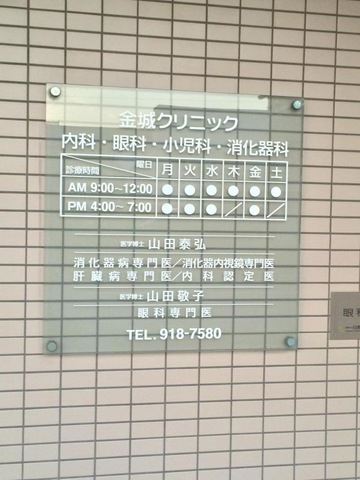 金城クリニック
内科・眼科・小児科・消化器科
診療時間 曜日 月 火 水 木 金 土
AM 9:00~12:00 ● ● ● ● ● ●
PM 4:00~7:00 ● ● ● / ● /
医学博士 山田泰弘
消化器病専門医/消化器内視鏡専門医
肝臓病専門医/内科認定医
医学博士 山田敬子
眼科専門医
TEL. 918-7580
眼科